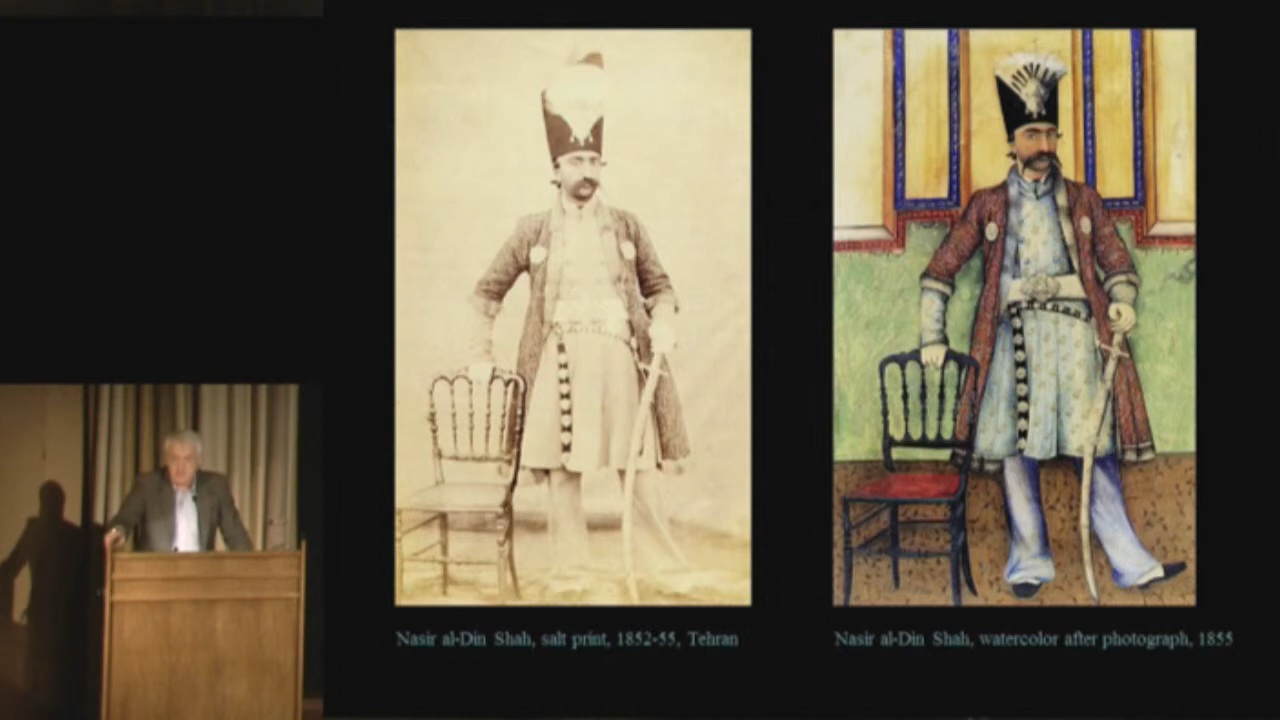 Nasir al-Din Shah, salt print, 1852-55, Tehran
Nasir al-Din Shah, watercolor after photograph, 1855